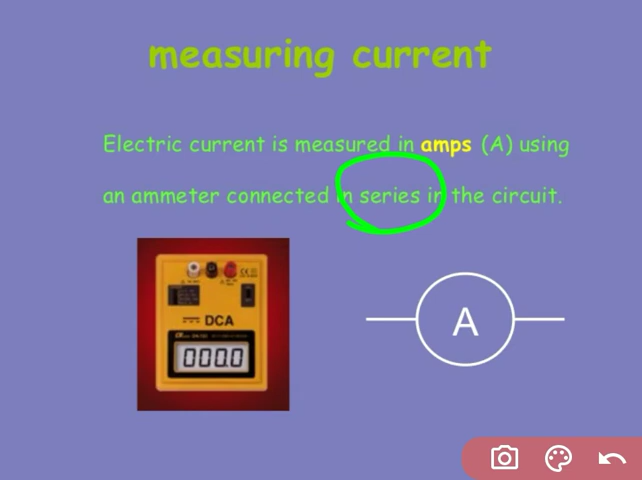 measuring current
Electric current is measured in amps (A) using
an ammeter connected in series in the circuit.
DCA
000.0
A